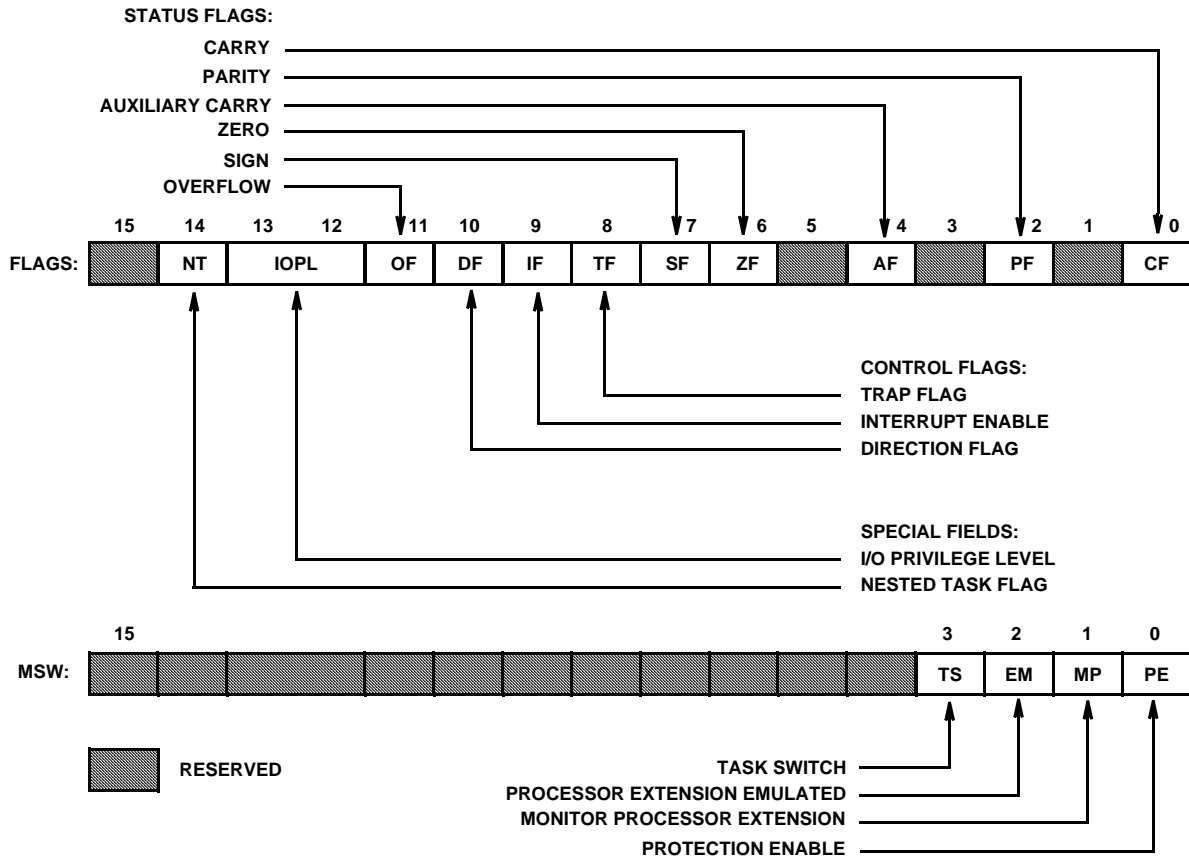 STATUS FLAGS:
CARRY
PARITY
AUXILIARY CARRY
ZERO
SIGN
OVERFLOW
15 14 13 12 11 10 9 8 7 6 5 4 3 2 1 0
FLAGS: NT IOPL OF DF IF TF SF ZF AF PF CF
CONTROL FLAGS:
TRAP FLAG
INTERRUPT ENABLE
DIRECTION FLAG
SPECIAL FIELDS:
I/O PRIVILEGE LEVEL
NESTED TASK FLAG
15 3 2 1 0
MSW: TS EM MP PE
RESERVED
TASK SWITCH
PROCESSOR EXTENSION EMULATED
MONITOR PROCESSOR EXTENSION
PROTECTION ENABLE